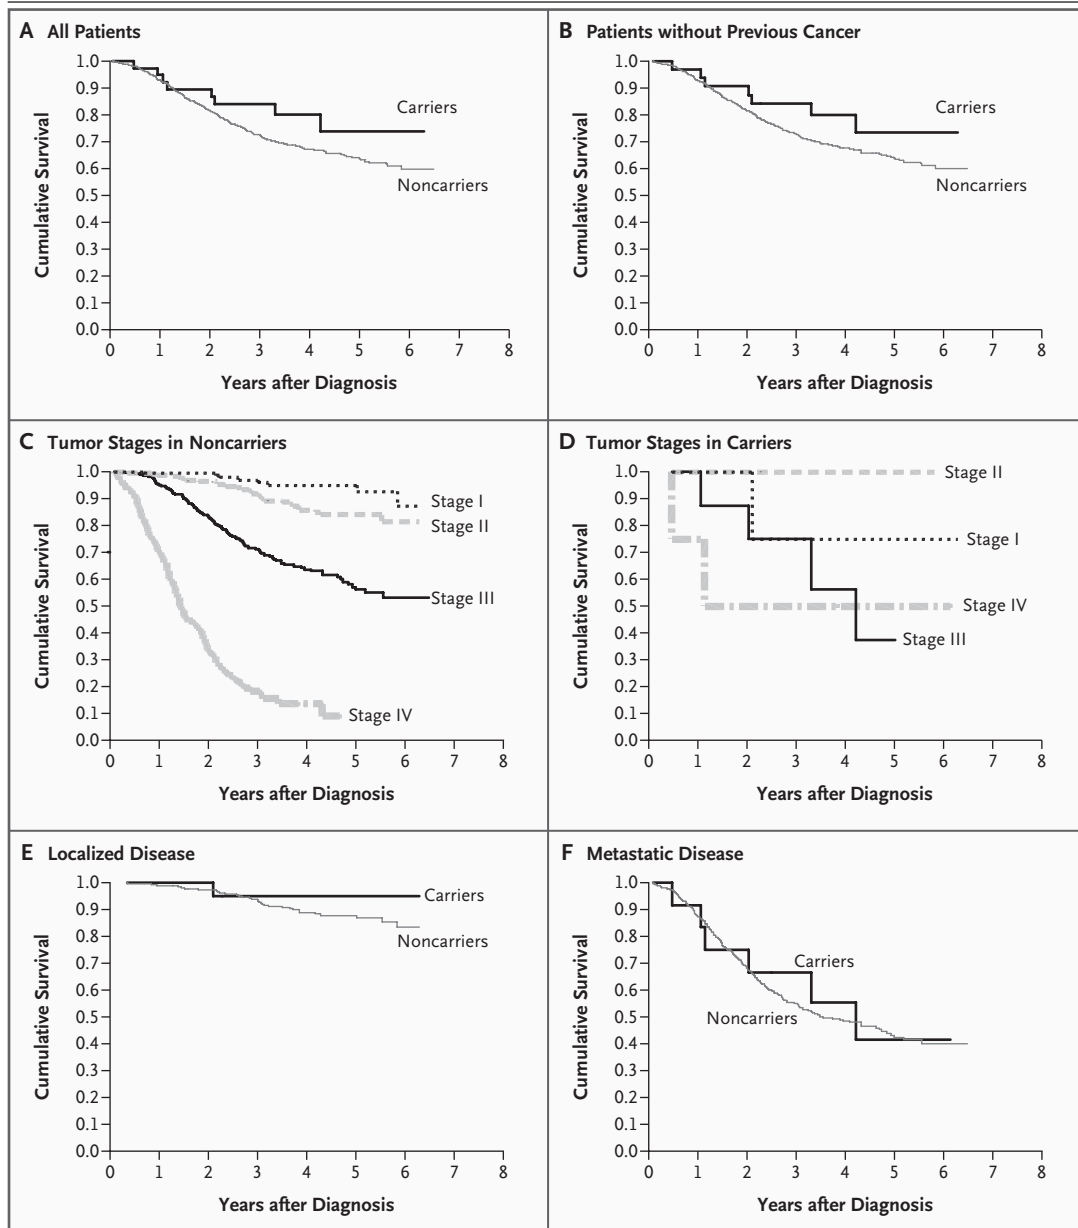 A All Patients
1.0
0.9
0.8
0.7
0.6
0.5
0.4
0.3
0.2
0.1
0.0
Cumulative Survival
Carriers
Noncarriers
0 1 2 3 4 5 6 7 8
Years after Diagnosis
B Patients without Previous Cancer
1.0
0.9
0.8
0.7
0.6
0.5
0.4
0.3
0.2
0.1
0.0
Cumulative Survival
Carriers
Noncarriers
0 1 2 3 4 5 6 7 8
Years after Diagnosis
C Tumor Stages in Noncarriers
1.0
0.9
0.8
0.7
0.6
0.5
0.4
0.3
0.2
0.1
0.0
Cumulative Survival
Stage I
Stage II
Stage III
Stage IV
0 1 2 3 4 5 6 7 8
Years after Diagnosis
D Tumor Stages in Carriers
1.0
0.9
0.8
0.7
0.6
0.5
0.4
0.3
0.2
0.1
0.0
Cumulative Survival
Stage II
Stage I
Stage IV
Stage III
0 1 2 3 4 5 6 7 8
Years after Diagnosis
E Localized Disease
1.0
0.9
0.8
0.7
0.6
0.5
0.4
0.3
0.2
0.1
0.0
Cumulative Survival
Carriers
Noncarriers
0 1 2 3 4 5 6 7 8
Years after Diagnosis
F Metastatic Disease
1.0
0.9
0.8
0.7
0.6
0.5
0.4
0.3
0.2
0.1
0.0
Cumulative Survival
Carriers
Noncarriers
0 1 2 3 4 5 6 7 8
Years after Diagnosis